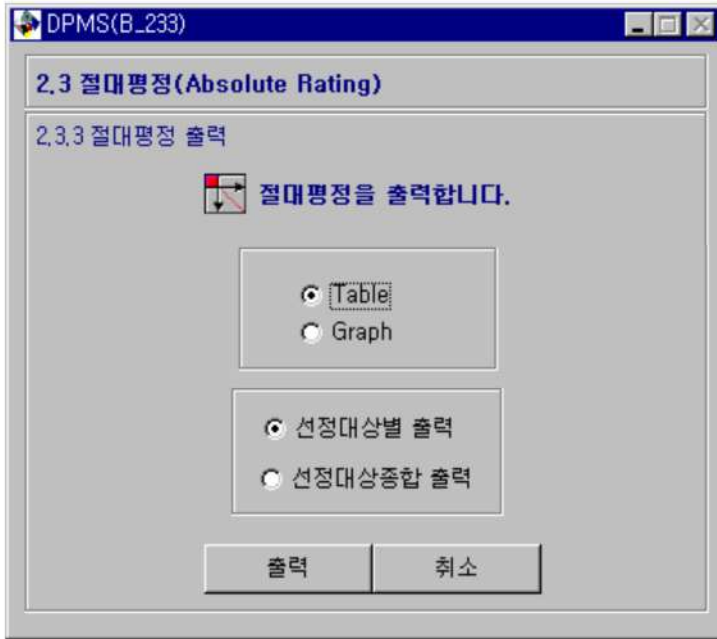 DPMS(B_233)
2.3 절대평정(Absolute Rating)
2.3.3 절대평정 출력
절대평정을 출력합니다.
Table
Graph
선정대상별 출력
선정대상종합 출력
출력 취소